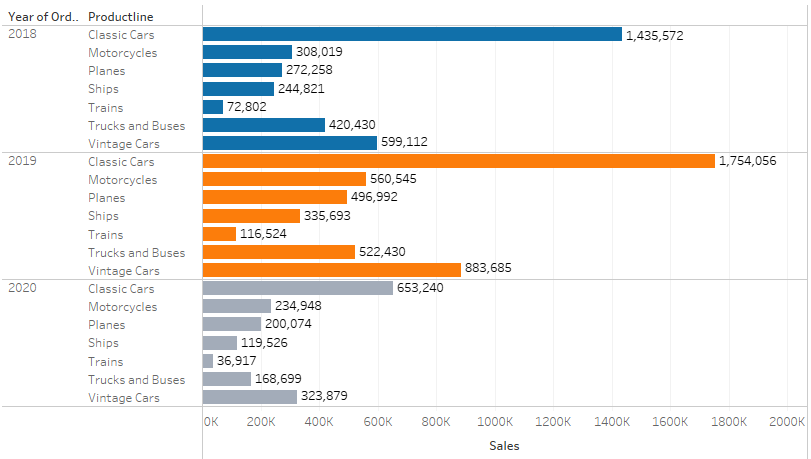 Year of Ord.. Productline
2018 Classic Cars 1,435,572
Motorcycles 308,019
Planes 272,258
Ships 244,821
Trains 72,802
Trucks and Buses 420,430
Vintage Cars 599,112
2019 Classic Cars 1,754,056
Motorcycles 560,545
Planes 496,992
Ships 335,693
Trains 116,524
Trucks and Buses 522,430
Vintage Cars 883,685
2020 Classic Cars 653,240
Motorcycles 234,948
Planes 200,074
Ships 119,526
Trains 36,917
Trucks and Buses 168,699
Vintage Cars 323,879
0K 200K 400K 600K 800K 1000K 1200K 1400K 1600K 1800K 2000K
Sales